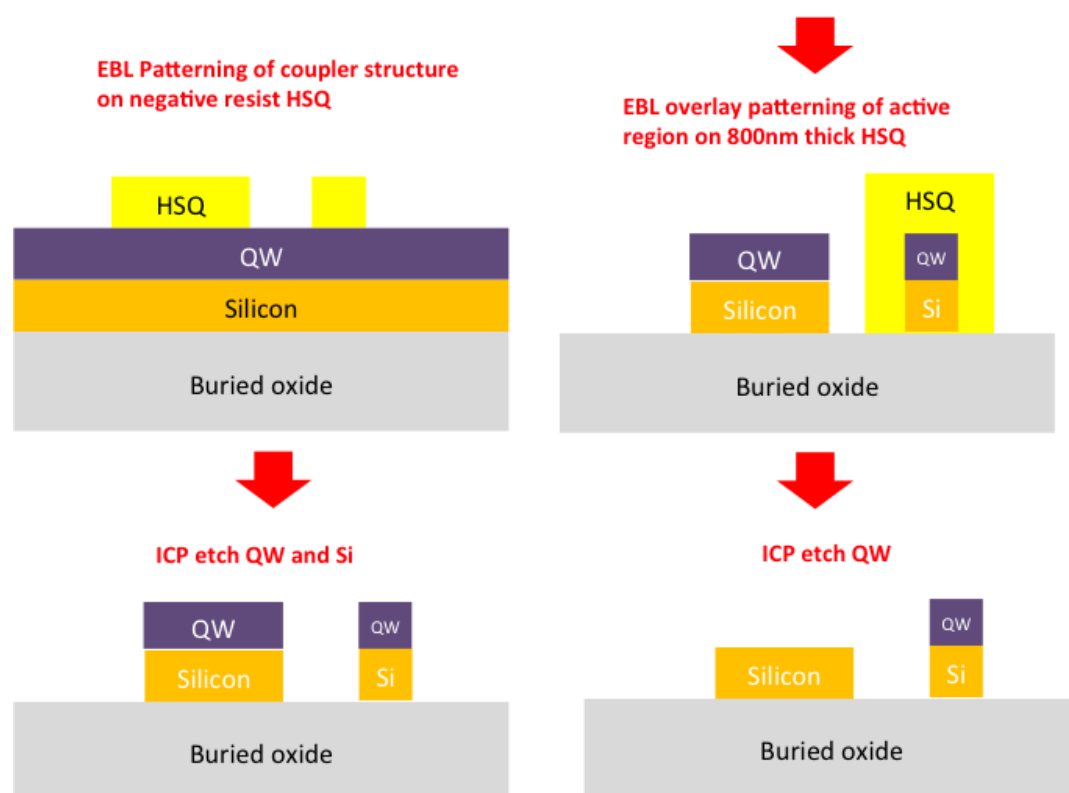 EBL Patterning of coupler structure
on negative resist HSQ
HSQ
QW
Silicon
Buried oxide
ICP etch QW and Si
QW
QW
Silicon
Si
Buried oxide
EBL overlay patterning of active
region on 800nm thick HSQ
HSQ
QW
QW
Silicon
Si
Buried oxide
ICP etch QW
QW
Silicon
Si
Buried oxide